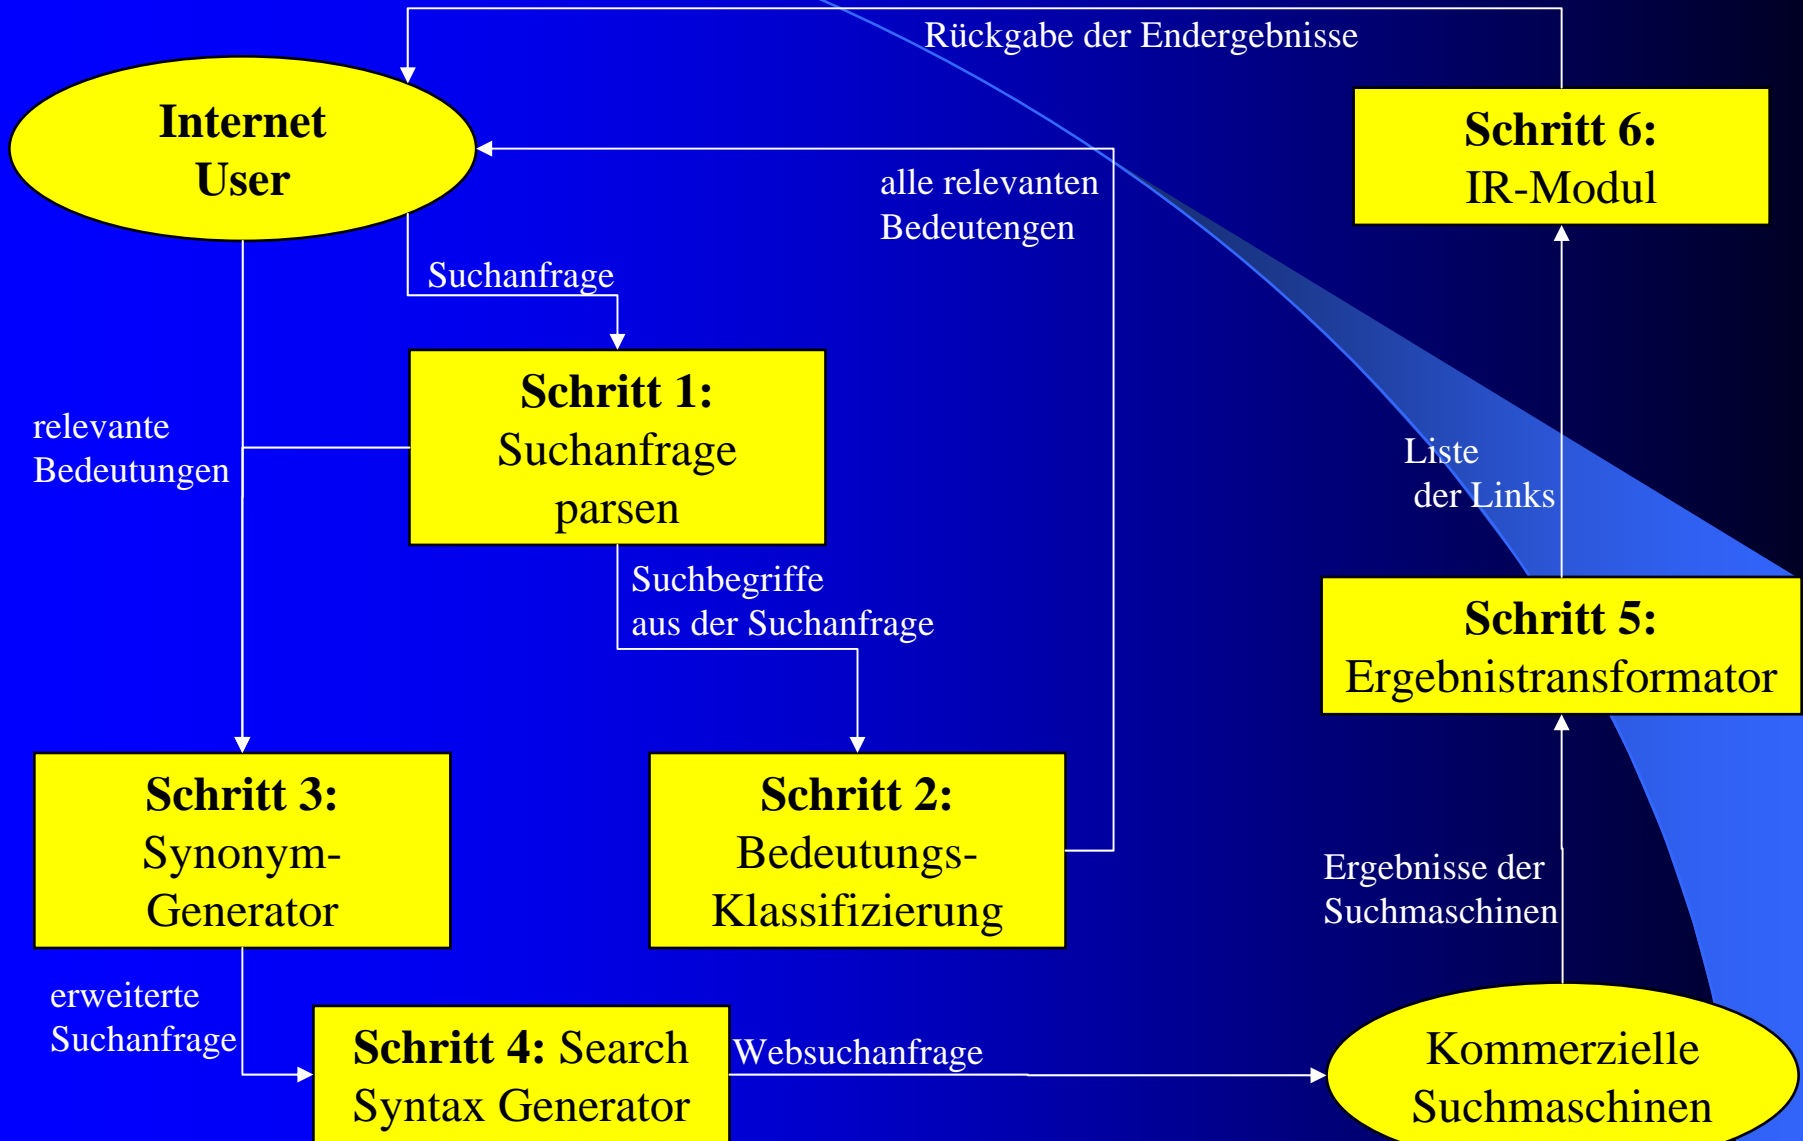 Rückgabe der Endergebnisse
Internet
User
Schritt 6:
IR-Modul
alle relevanten
Bedeutengen
Suchanfrage
Schritt 1:
Suchanfrage
parsen
relevante
Bedeutungen
Liste
der Links
Suchbegriffe
aus der Suchanfrage
Schritt 5:
Ergebnistransformator
Schritt 3:
Synonym-
Generator
Schritt 2:
Bedeutungs-
Klassifizierung
Ergebnisse der
Suchmaschinen
erweiterte
Suchanfrage
Schritt 4: Search
Syntax Generator
Websuchanfrage
Kommerzielle
Suchmaschinen